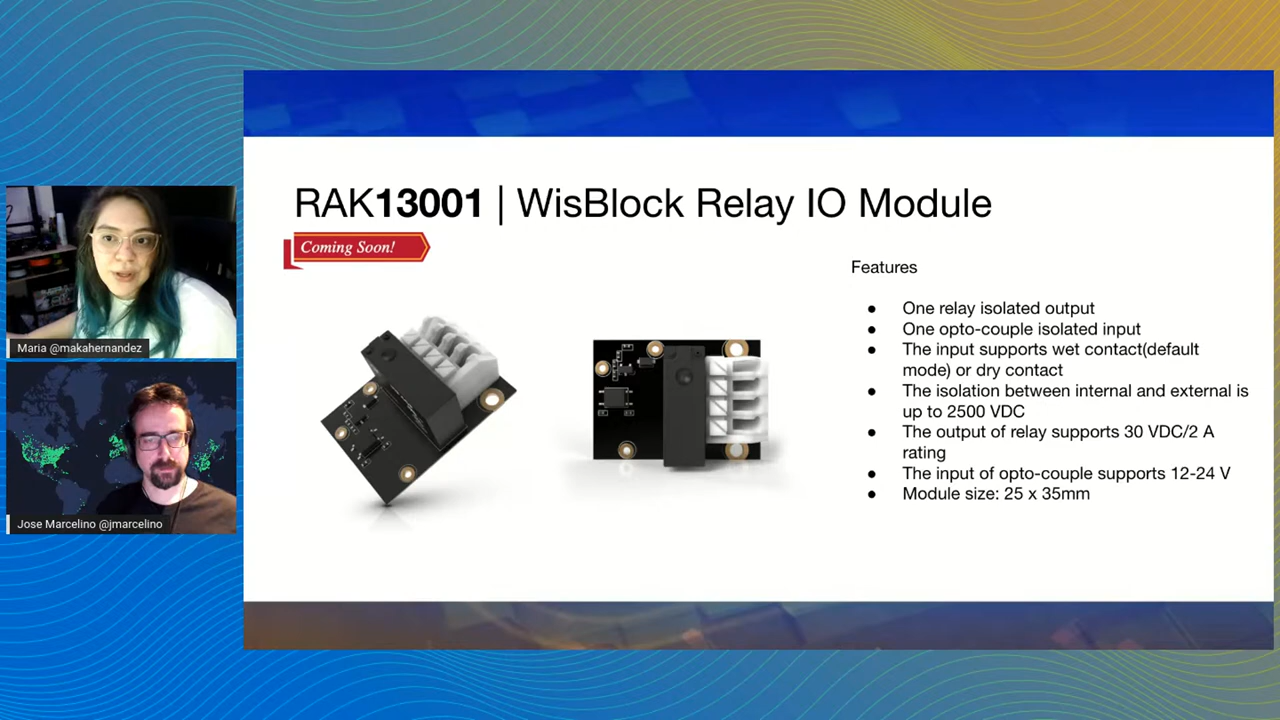 RAK13001 | WisBlock Relay IO Module
Coming Soon!
Features
● One relay isolated output
● One opto-couple isolated input
● The input supports wet contact(default
mode) or dry contact
● The isolation between internal and external is
up to 2500 VDC
● The output of relay supports 30 VDC/2 A
rating
● The input of opto-couple supports 12-24 V
● Module size: 25 x 35mm
Maria @makahernandez
Jose Marcelino @jmarcelino